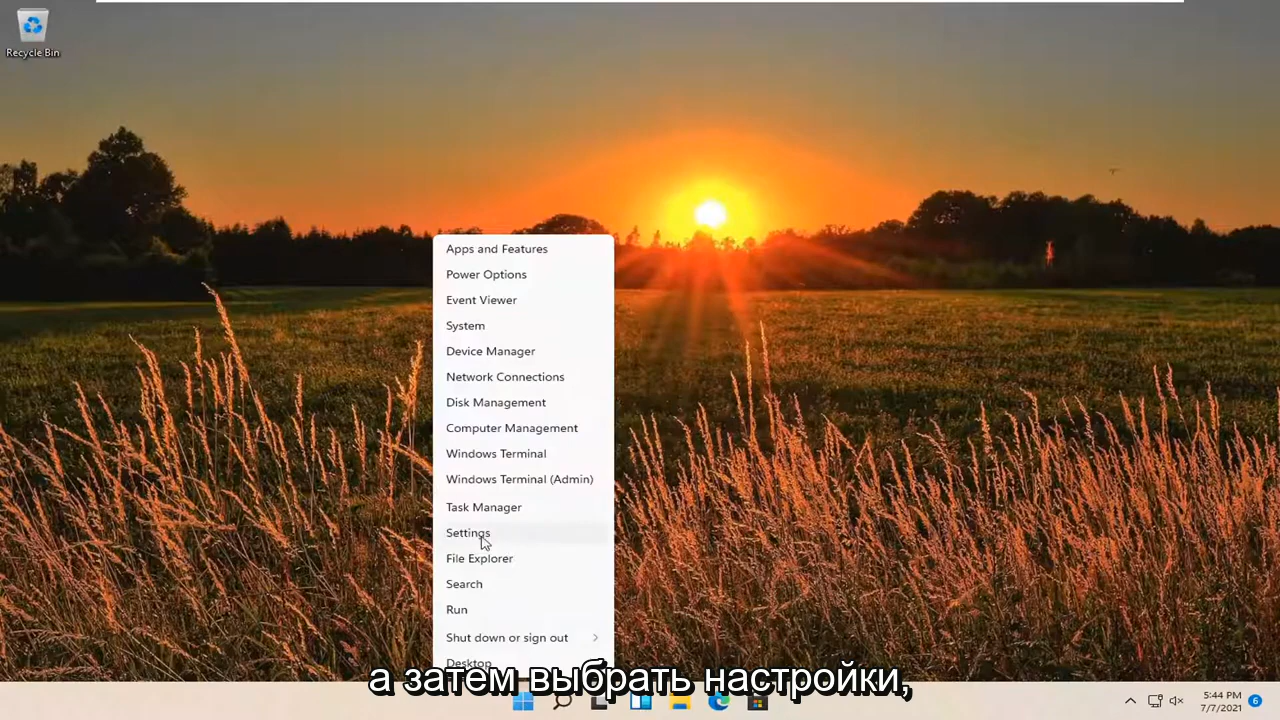 Recycle Bin
Apps and Features
Power Options
Event Viewer
System
Device Manager
Network Connections
Disk Management
Computer Management
Windows Terminal
Windows Terminal (Admin)
Task Manager
Settings
File Explorer
Search
Run
Shut down or sign out
Desktop
а затем выбрать настройки,
5:44 PM
7/7/2021
6